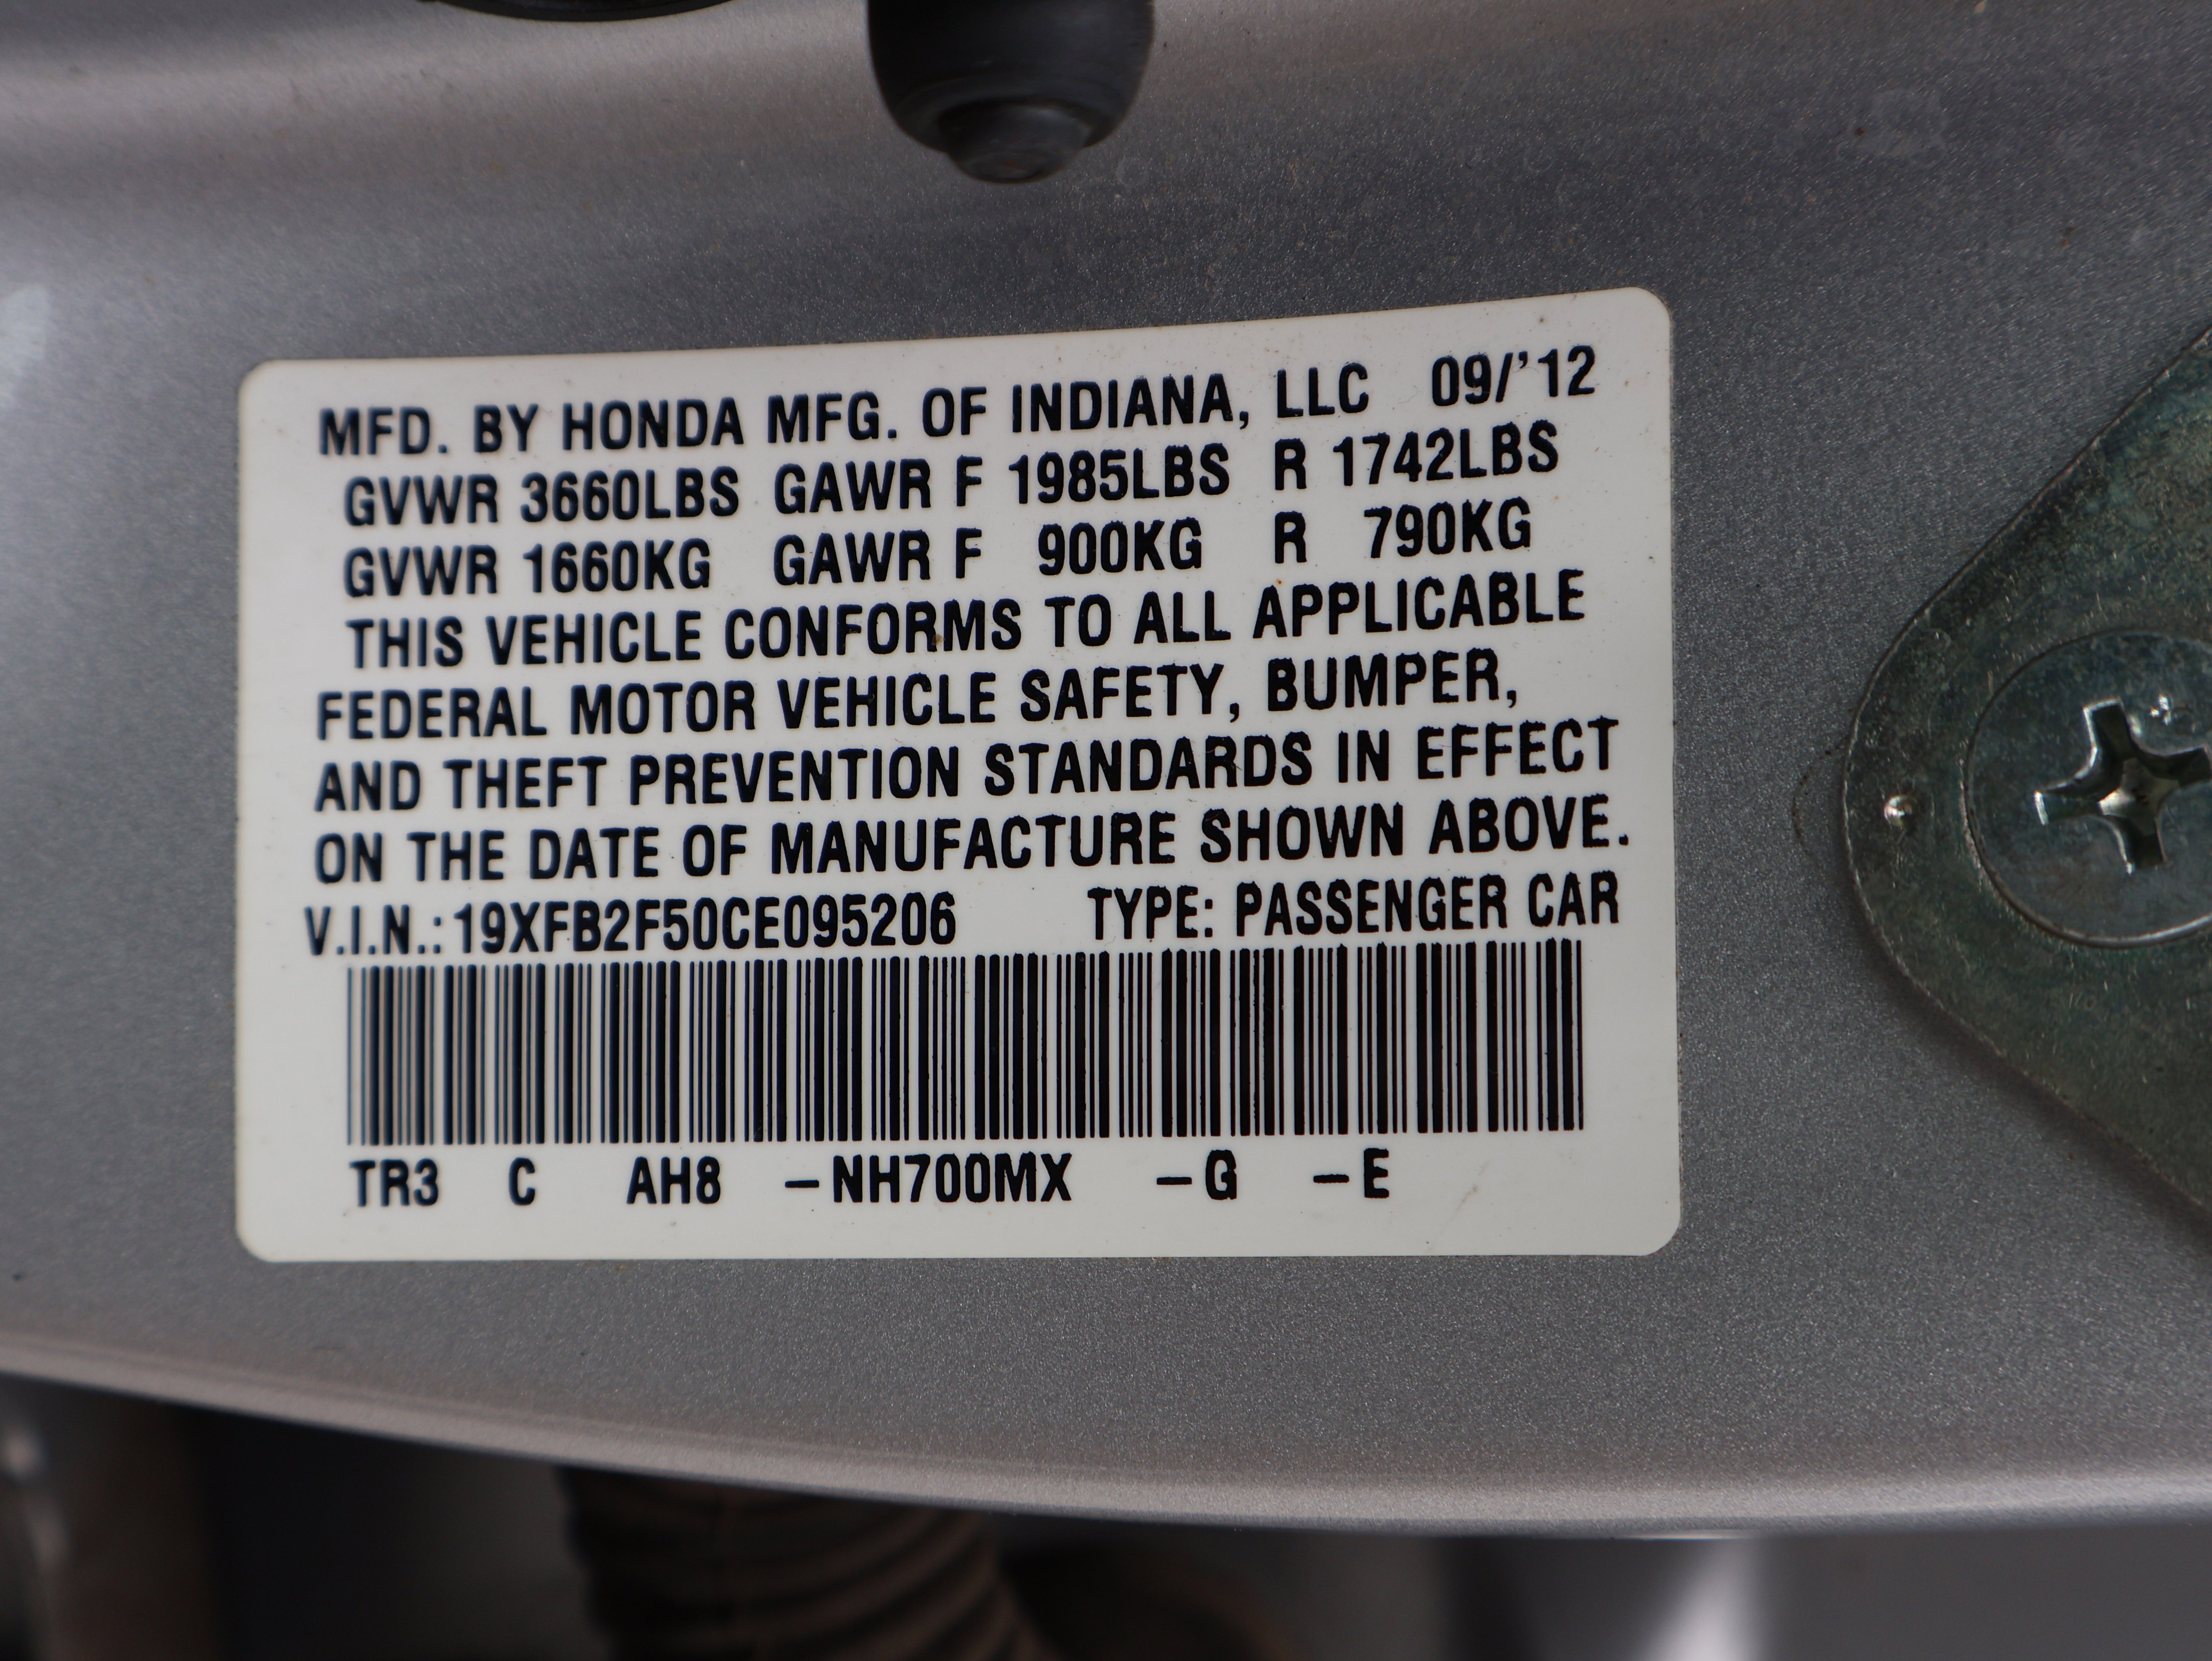 MFD. BY HONDA MFG. OF INDIANA, LLC 09/'12
GVWR 3660LBS GAWR F 1985LBS R 1742LBS
GVWR 1660KG GAWR F 900KG R 790KG
THIS VEHICLE CONFORMS TO ALL APPLICABLE
FEDERAL MOTOR VEHICLE SAFETY, BUMPER,
AND THEFT PREVENTION STANDARDS IN EFFECT
ON THE DATE OF MANUFACTURE SHOWN ABOVE.
V.I.N.:19XFB2F50CE095206 TYPE: PASSENGER CAR
TR3 C AH8 –NH700MX –G –E